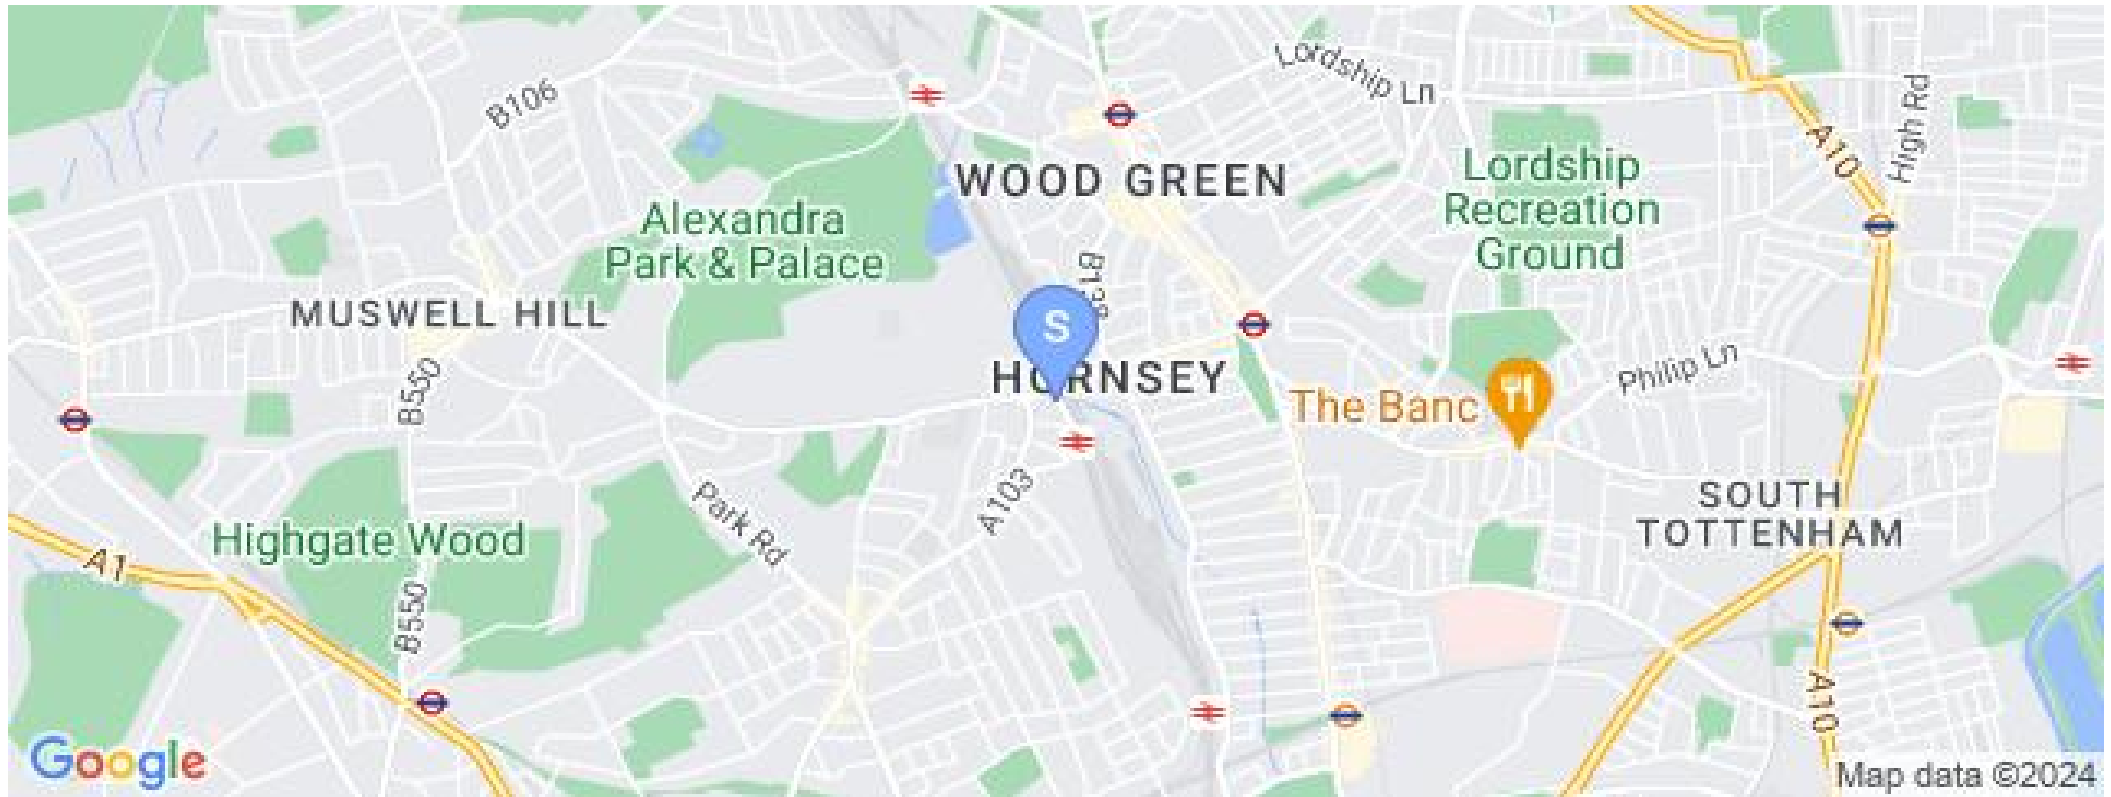 Lordship Ln
B106
High Rd
A10
WOOD GREEN
Lordship
Recreation
Ground
Alexandra
Park & Palace
MUSWELL HILL
S
HORNSEY
B550
Philip Ln
The Banc
A103
Park Rd
SOUTH
TOTTENHAM
Highgate Wood
A1
B550
A10
Google
Map data ©2024